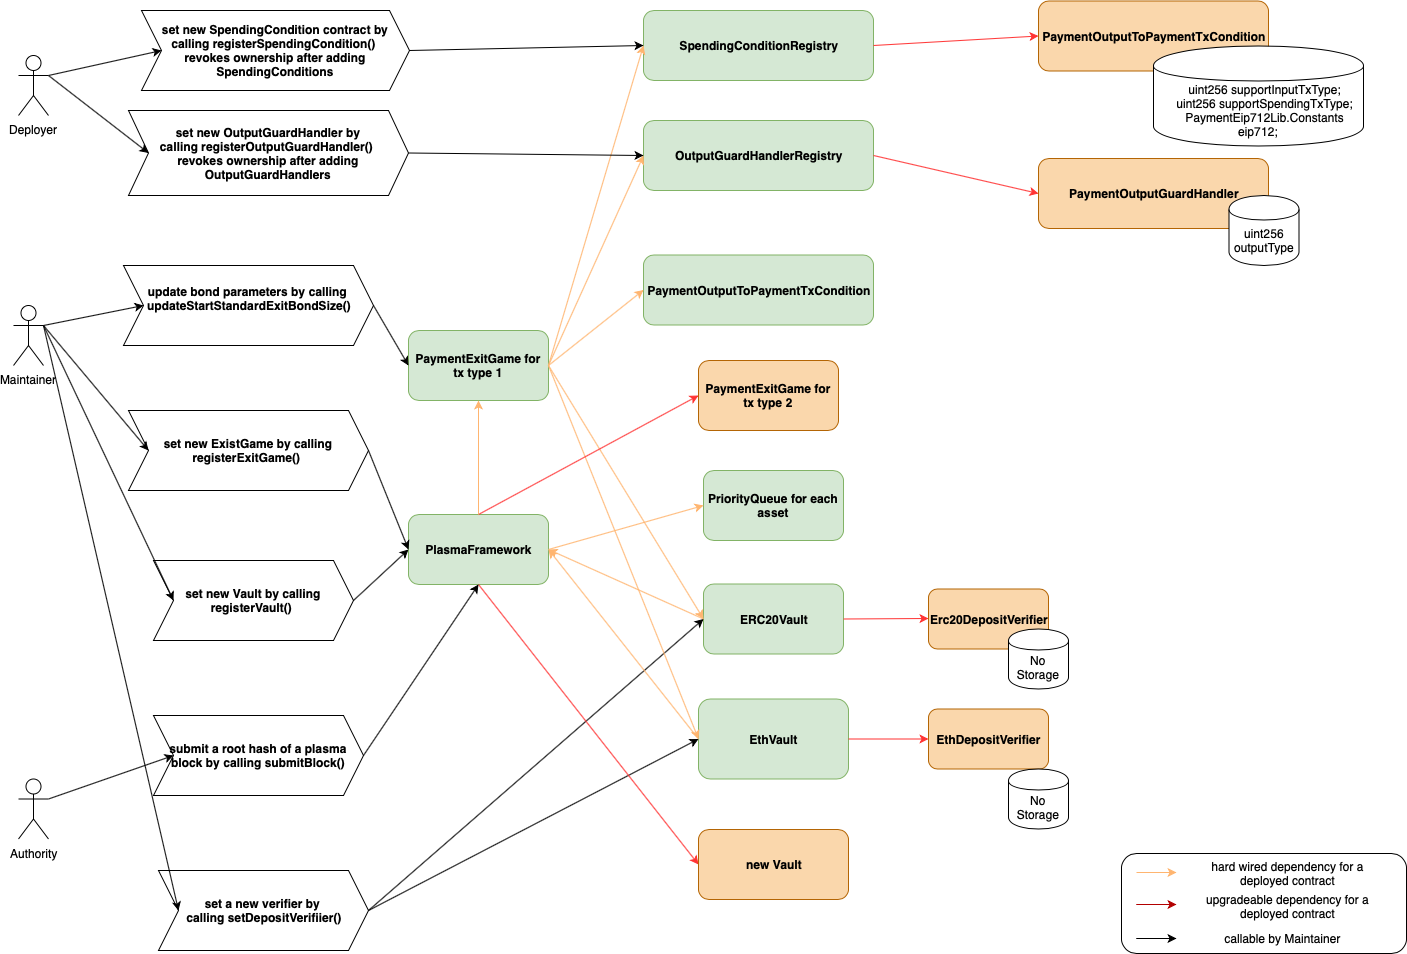 set new SpendingCondition contract by
calling registerSpendingCondition()
revokes ownership after adding
SpendingConditions
SpendingConditionRegistry
PaymentOutputToPaymentTxCondition
uint256 supportInputTxType;
uint256 supportSpendingTxType;
PaymentEip712Lib.Constants
eip712;
Deployer
set new OutputGuardHandler by
calling registerOutputGuardHandler()
revokes ownership after adding
OutputGuardHandlers
OutputGuardHandlerRegistry
PaymentOutputGuardHandler
uint256
outputType
update bond parameters by calling
updateStartStandardExitBondSize()
PaymentOutputToPaymentTxCondition
Maintainer
PaymentExitGame for
tx type 1
PaymentExitGame for
tx type 2
set new ExistGame by calling
registerExitGame()
PriorityQueue for each
asset
PlasmaFramework
set new Vault by calling
registerVault()
ERC20Vault
Erc20DepositVerifier
No
Storage
submit a root hash of a plasma
block by calling submitBlock()
EthVault
EthDepositVerifier
No
Storage
Authority
new Vault
set a new verifier by
calling setDepositVerifiier()
hard wired dependency for a
deployed contract
upgradeable dependency for a
deployed contract
callable by Maintainer